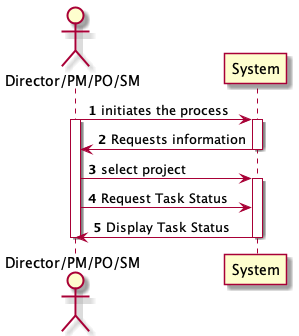 Director/PM/PO/SM
System
1 initiates the process
2 Requests information
3 select project
4 Request Task Status
5 Display Task Status
Director/PM/PO/SM
System